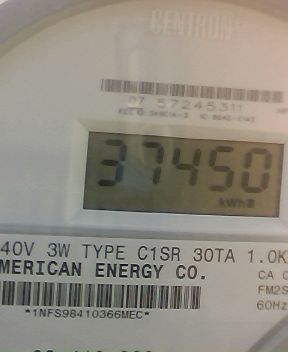 CENTRON
07 57245311
37450
kWh
40V 3W TYPE C1SR 30TA 1.0K
MERICAN ENERGY CO.
CA 0
FM2S
60Hz
*1NFS98410366MEC*